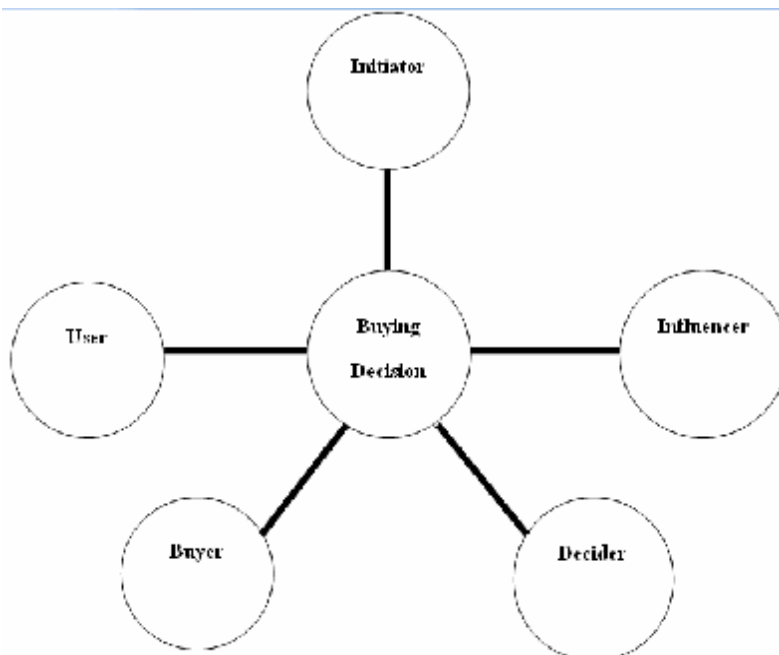 Initiator
User
Buying
Decision
Influencer
Buyer
Decider